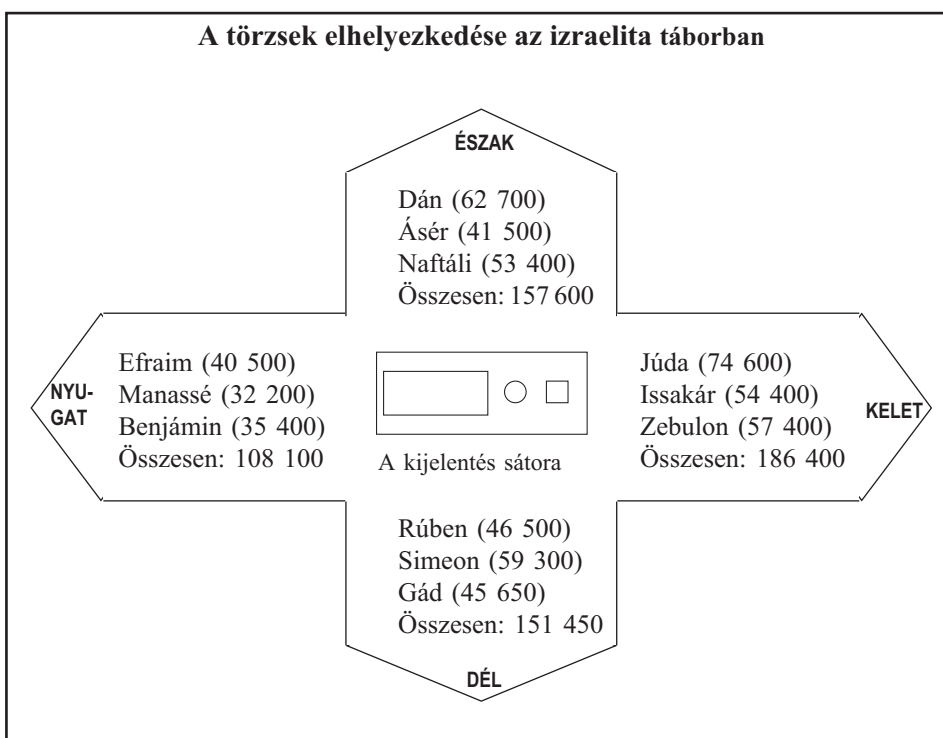 A törzsek elhelyezkedése az izraelita táborban
ÉSZAK
Dán (62 700)
Ásér (41 500)
Naftáli (53 400)
Összesen: 157 600
NYU-
GAT
Efraim (40 500)
Manassé (32 200)
Benjámin (35 400)
Összesen: 108 100
A kijelentés sátora
Júda (74 600)
Issakár (54 400)
Zebulon (57 400)
Összesen: 186 400
KELET
Rúben (46 500)
Simeon (59 300)
Gád (45 650)
Összesen: 151 450
DÉL